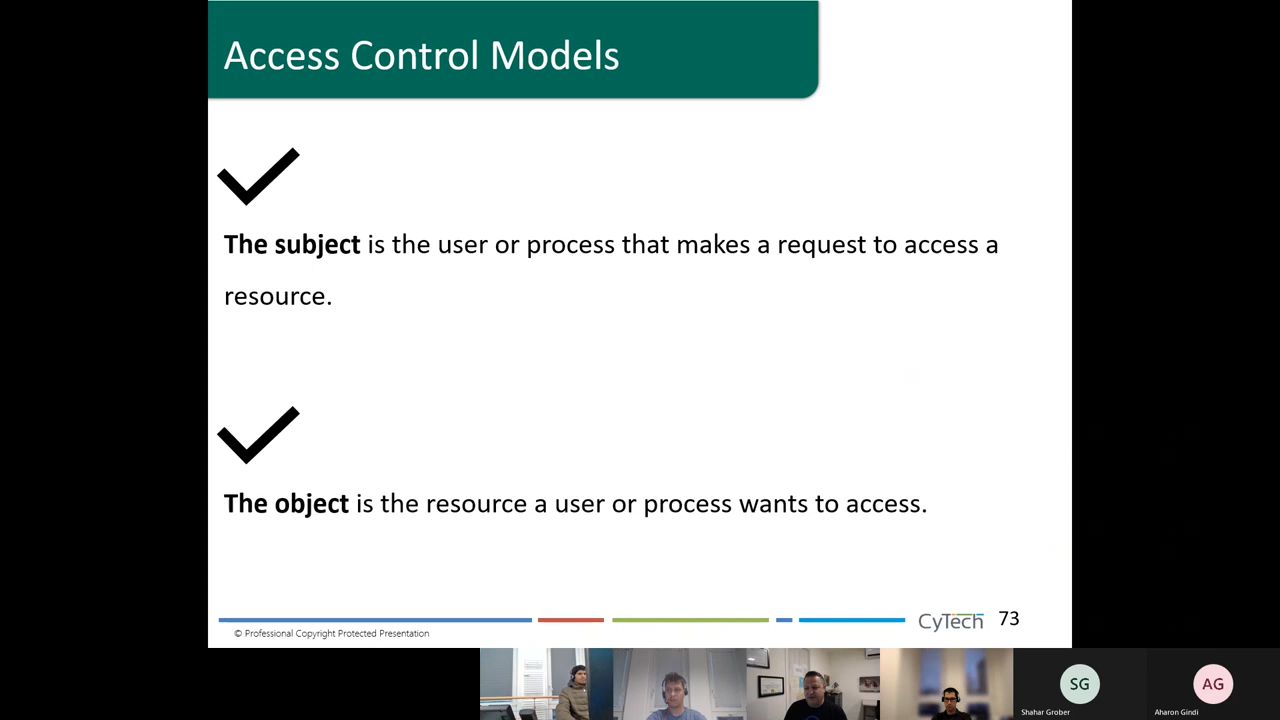 Access Control Models
The subject is the user or process that makes a request to access a
resource.
The object is the resource a user or process wants to access.
CyTech 73
© Professional Copyright Protected Presentation
SG AG
Shahar Grober Aharon Gindi